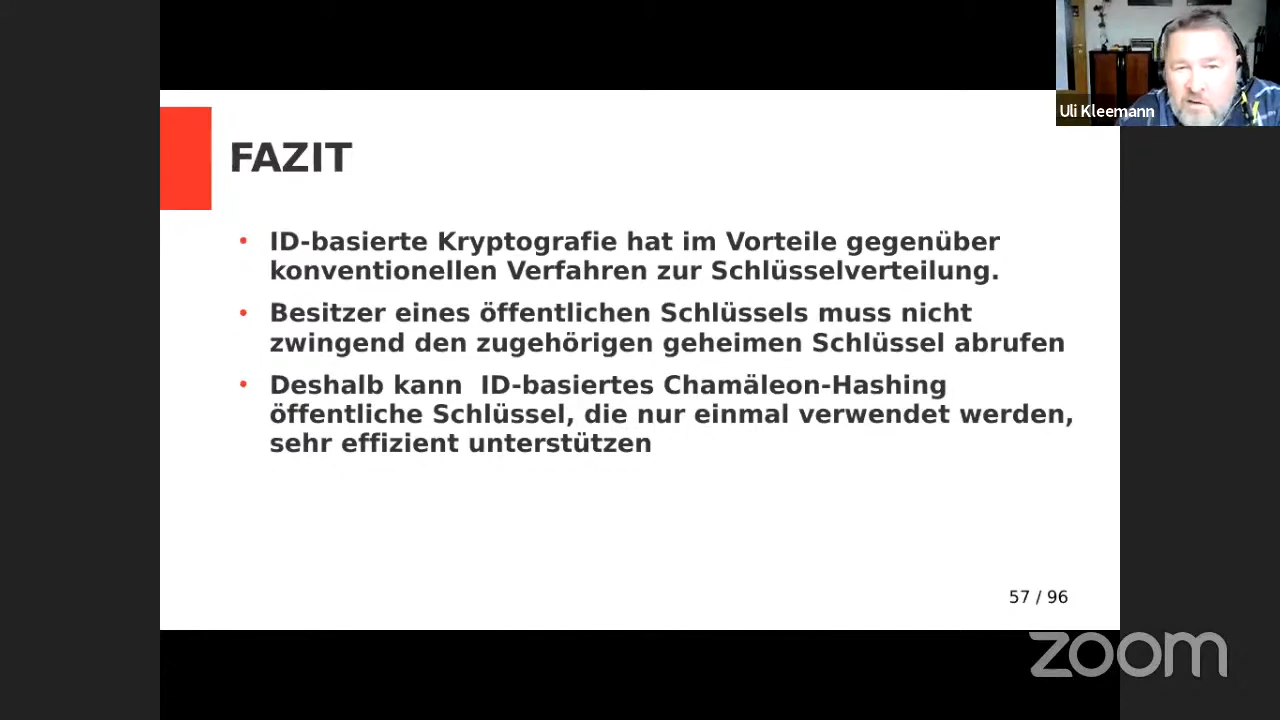 Uli Kleemann
FAZIT
• ID-basierte Kryptografie hat im Vorteile gegenüber
konventionellen Verfahren zur Schlüsselverteilung.
• Besitzer eines öffentlichen Schlüssels muss nicht
zwingend den zugehörigen geheimen Schlüssel abrufen
• Deshalb kann  ID-basiertes Chamäleon-Hashing
öffentliche Schlüssel, die nur einmal verwendet werden,
sehr effizient unterstützen
57 / 96
zoom